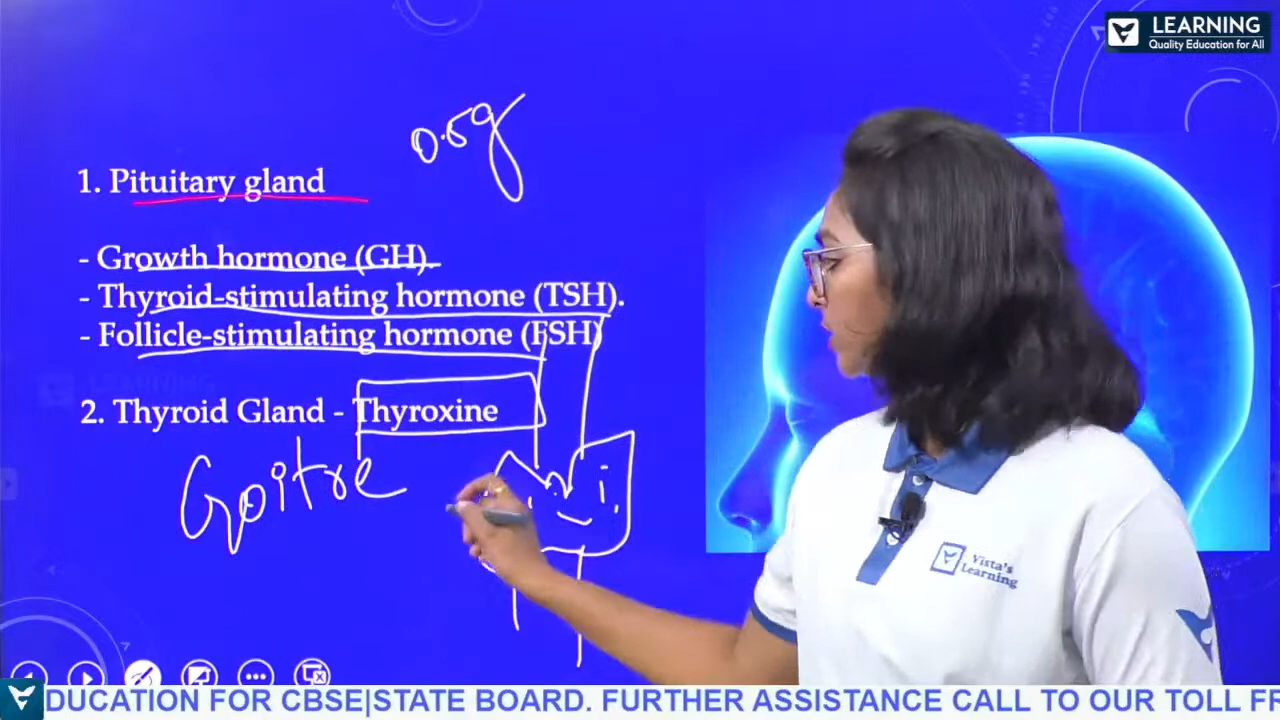 LEARNING
Quality Education for All
0.5g
1. Pituitary gland
- Growth hormone (GH).
- Thyroid-stimulating hormone (TSH).
- Follicle-stimulating hormone (FSH)
2. Thyroid Gland - Thyroxine
Goitre
Vista's
Learning
DUCATION FOR CBSE|STATE BOARD. FURTHER ASSISTANCE CALL TO OUR TOLL FR